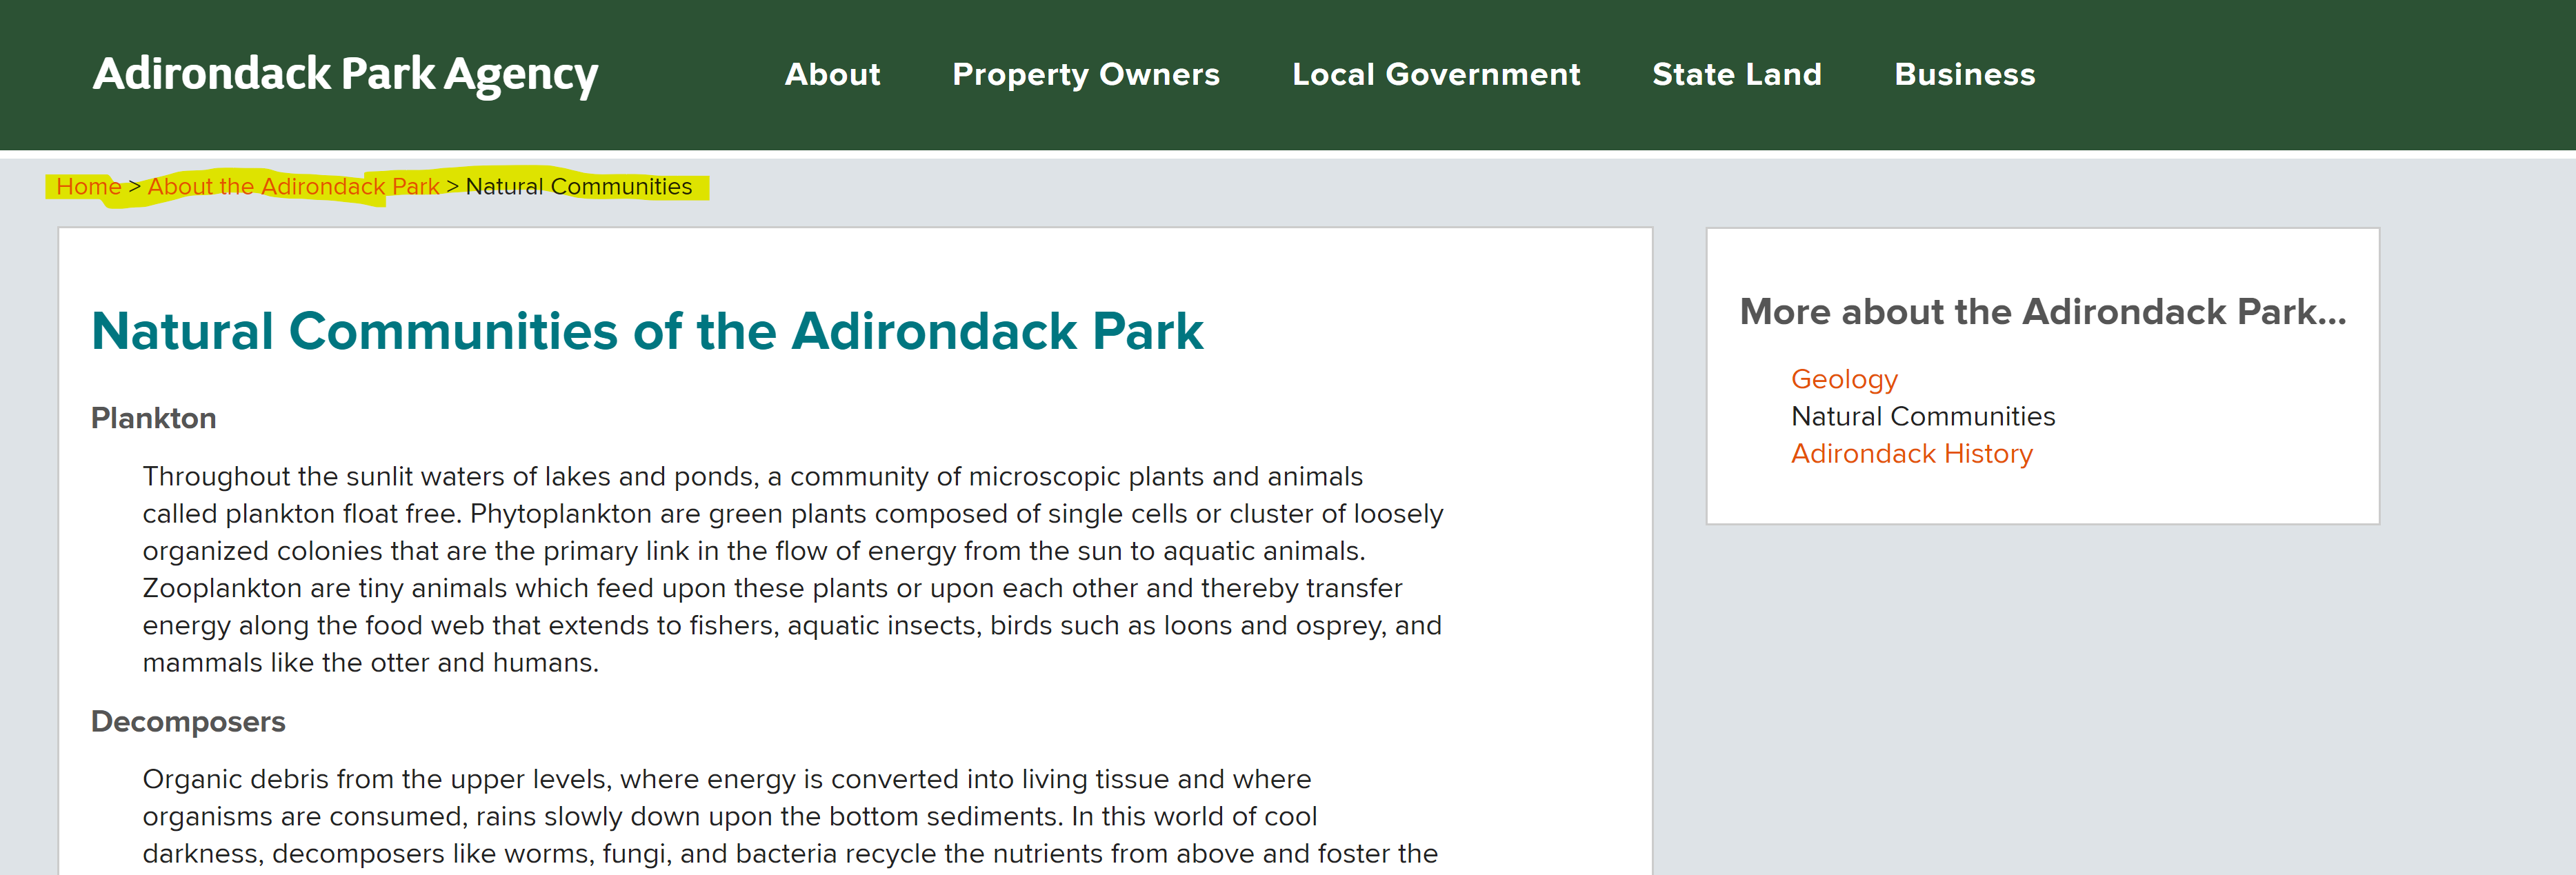 Adirondack Park Agency
About
Property Owners
Local Government
State Land
Business
Home > About the Adirondack Park > Natural Communities
Natural Communities of the Adirondack Park
Plankton
Throughout the sunlit waters of lakes and ponds, a community of microscopic plants and animals
called plankton float free. Phytoplankton are green plants composed of single cells or cluster of loosely
organized colonies that are the primary link in the flow of energy from the sun to aquatic animals.
Zooplankton are tiny animals which feed upon these plants or upon each other and thereby transfer
energy along the food web that extends to fishers, aquatic insects, birds such as loons and osprey, and
mammals like the otter and humans.
Decomposers
Organic debris from the upper levels, where energy is converted into living tissue and where
organisms are consumed, rains slowly down upon the bottom sediments. In this world of cool
darkness, decomposers like worms, fungi, and bacteria recycle the nutrients from above and foster the
More about the Adirondack Park...
Geology
Natural Communities
Adirondack History